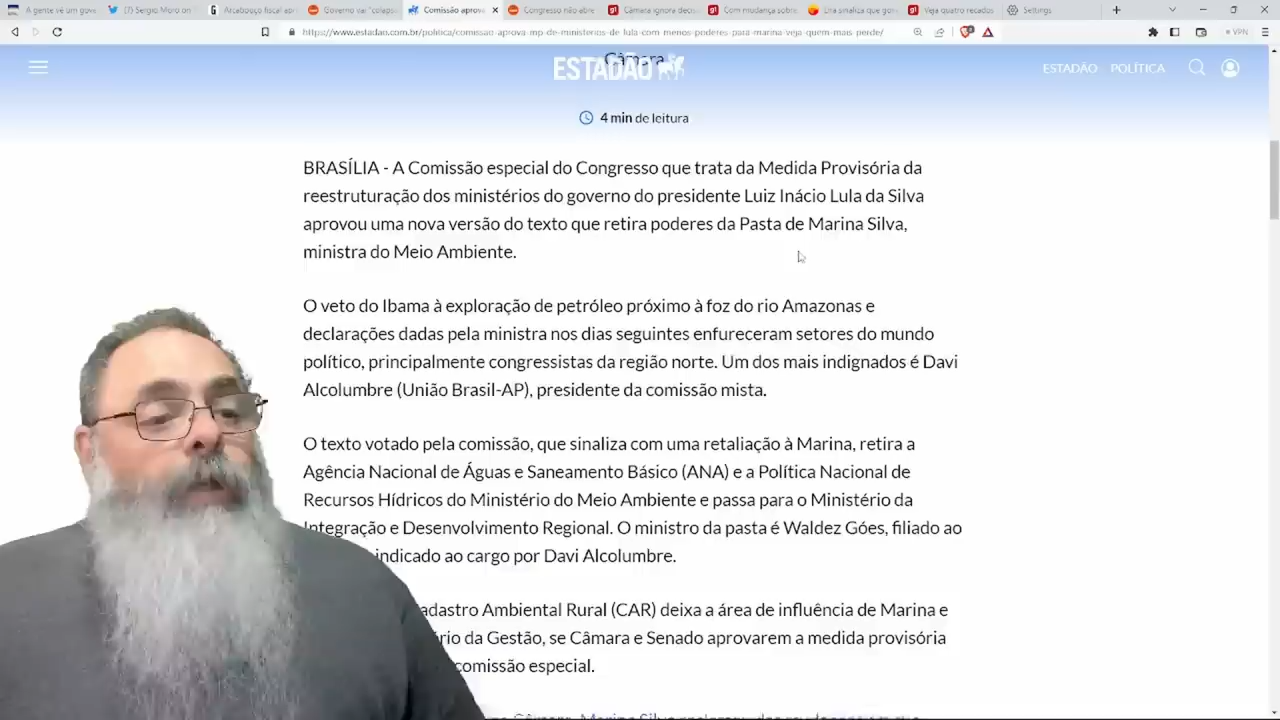 A gente vê um gove
(1) Sergio Moro on
Arcabouço fiscal apr
Governo vai "colaps
Comissão aprova
Congresso não abre
Câmara ignora decis
Com mudança sobre
Lira sinaliza que gov
Veja quatro recados
Settings
https://www.estadao.com.br/politica/comissao-aprova-mp-de-ministerios-de-lula-com-menos-poderes-para-marina-veja-quem-mais-perde/
VPN
Câmara
ESTADÃO
ESTADÃO POLÍTICA
4 min de leitura
BRASÍLIA - A Comissão especial do Congresso que trata da Medida Provisória da
reestruturação dos ministérios do governo do presidente Luiz Inácio Lula da Silva
aprovou uma nova versão do texto que retira poderes da Pasta de Marina Silva,
ministra do Meio Ambiente.
O veto do Ibama à exploração de petróleo próximo à foz do rio Amazonas e
declarações dadas pela ministra nos dias seguintes enfureceram setores do mundo
político, principalmente congressistas da região norte. Um dos mais indignados é Davi
Alcolumbre (União Brasil-AP), presidente da comissão mista.
O texto votado pela comissão, que sinaliza com uma retaliação à Marina, retira a
Agência Nacional de Águas e Saneamento Básico (ANA) e a Política Nacional de
Recursos Hídricos do Ministério do Meio Ambiente e passa para o Ministério da
Integração e Desenvolvimento Regional. O ministro da pasta é Waldez Góes, filiado ao
indicado ao cargo por Davi Alcolumbre.
adastro Ambiental Rural (CAR) deixa a área de influência de Marina e
rio da Gestão, se Câmara e Senado aprovarem a medida provisória
comissão especial.